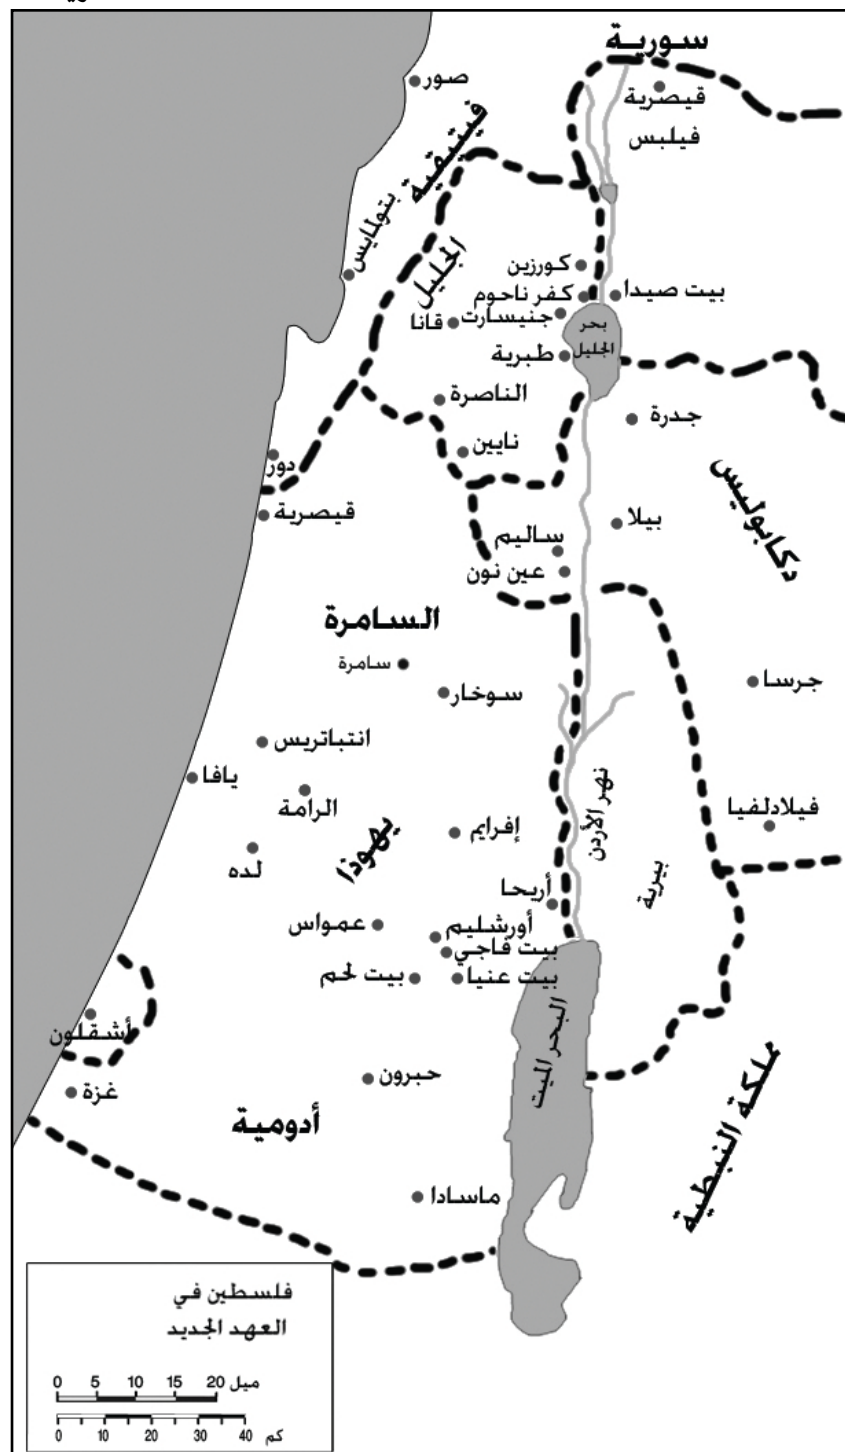 سورية
صور
قيصرية
فيلبس
فينيقية
بتولمايس
الجليل
كورزين
كفر ناحوم
بيت صيدا
جنيسارت
قانا
بحر
الجليل
طبرية
الناصرة
جدرة
نايين
دور
قيصرية
بيلا
دكابوليس
ساليم
عين نون
السامرة
سامرة
سوخار
جرسا
انتباتريس
يافا
الرامة
نهر الأردن
فيلادلفيا
إفرايم
يهوذا
لده
بيرية
أريحا
عمواس
أورشليم
بيت فاجي
بيت لحم
بيت عنيا
أشقلون
البحر الميت
غزة
حبرون
أدومية
مملكة النبطية
ماسادا
فلسطين في
العهد الجديد
0 5 10 15 20 ميل
0 10 20 30 40 كم